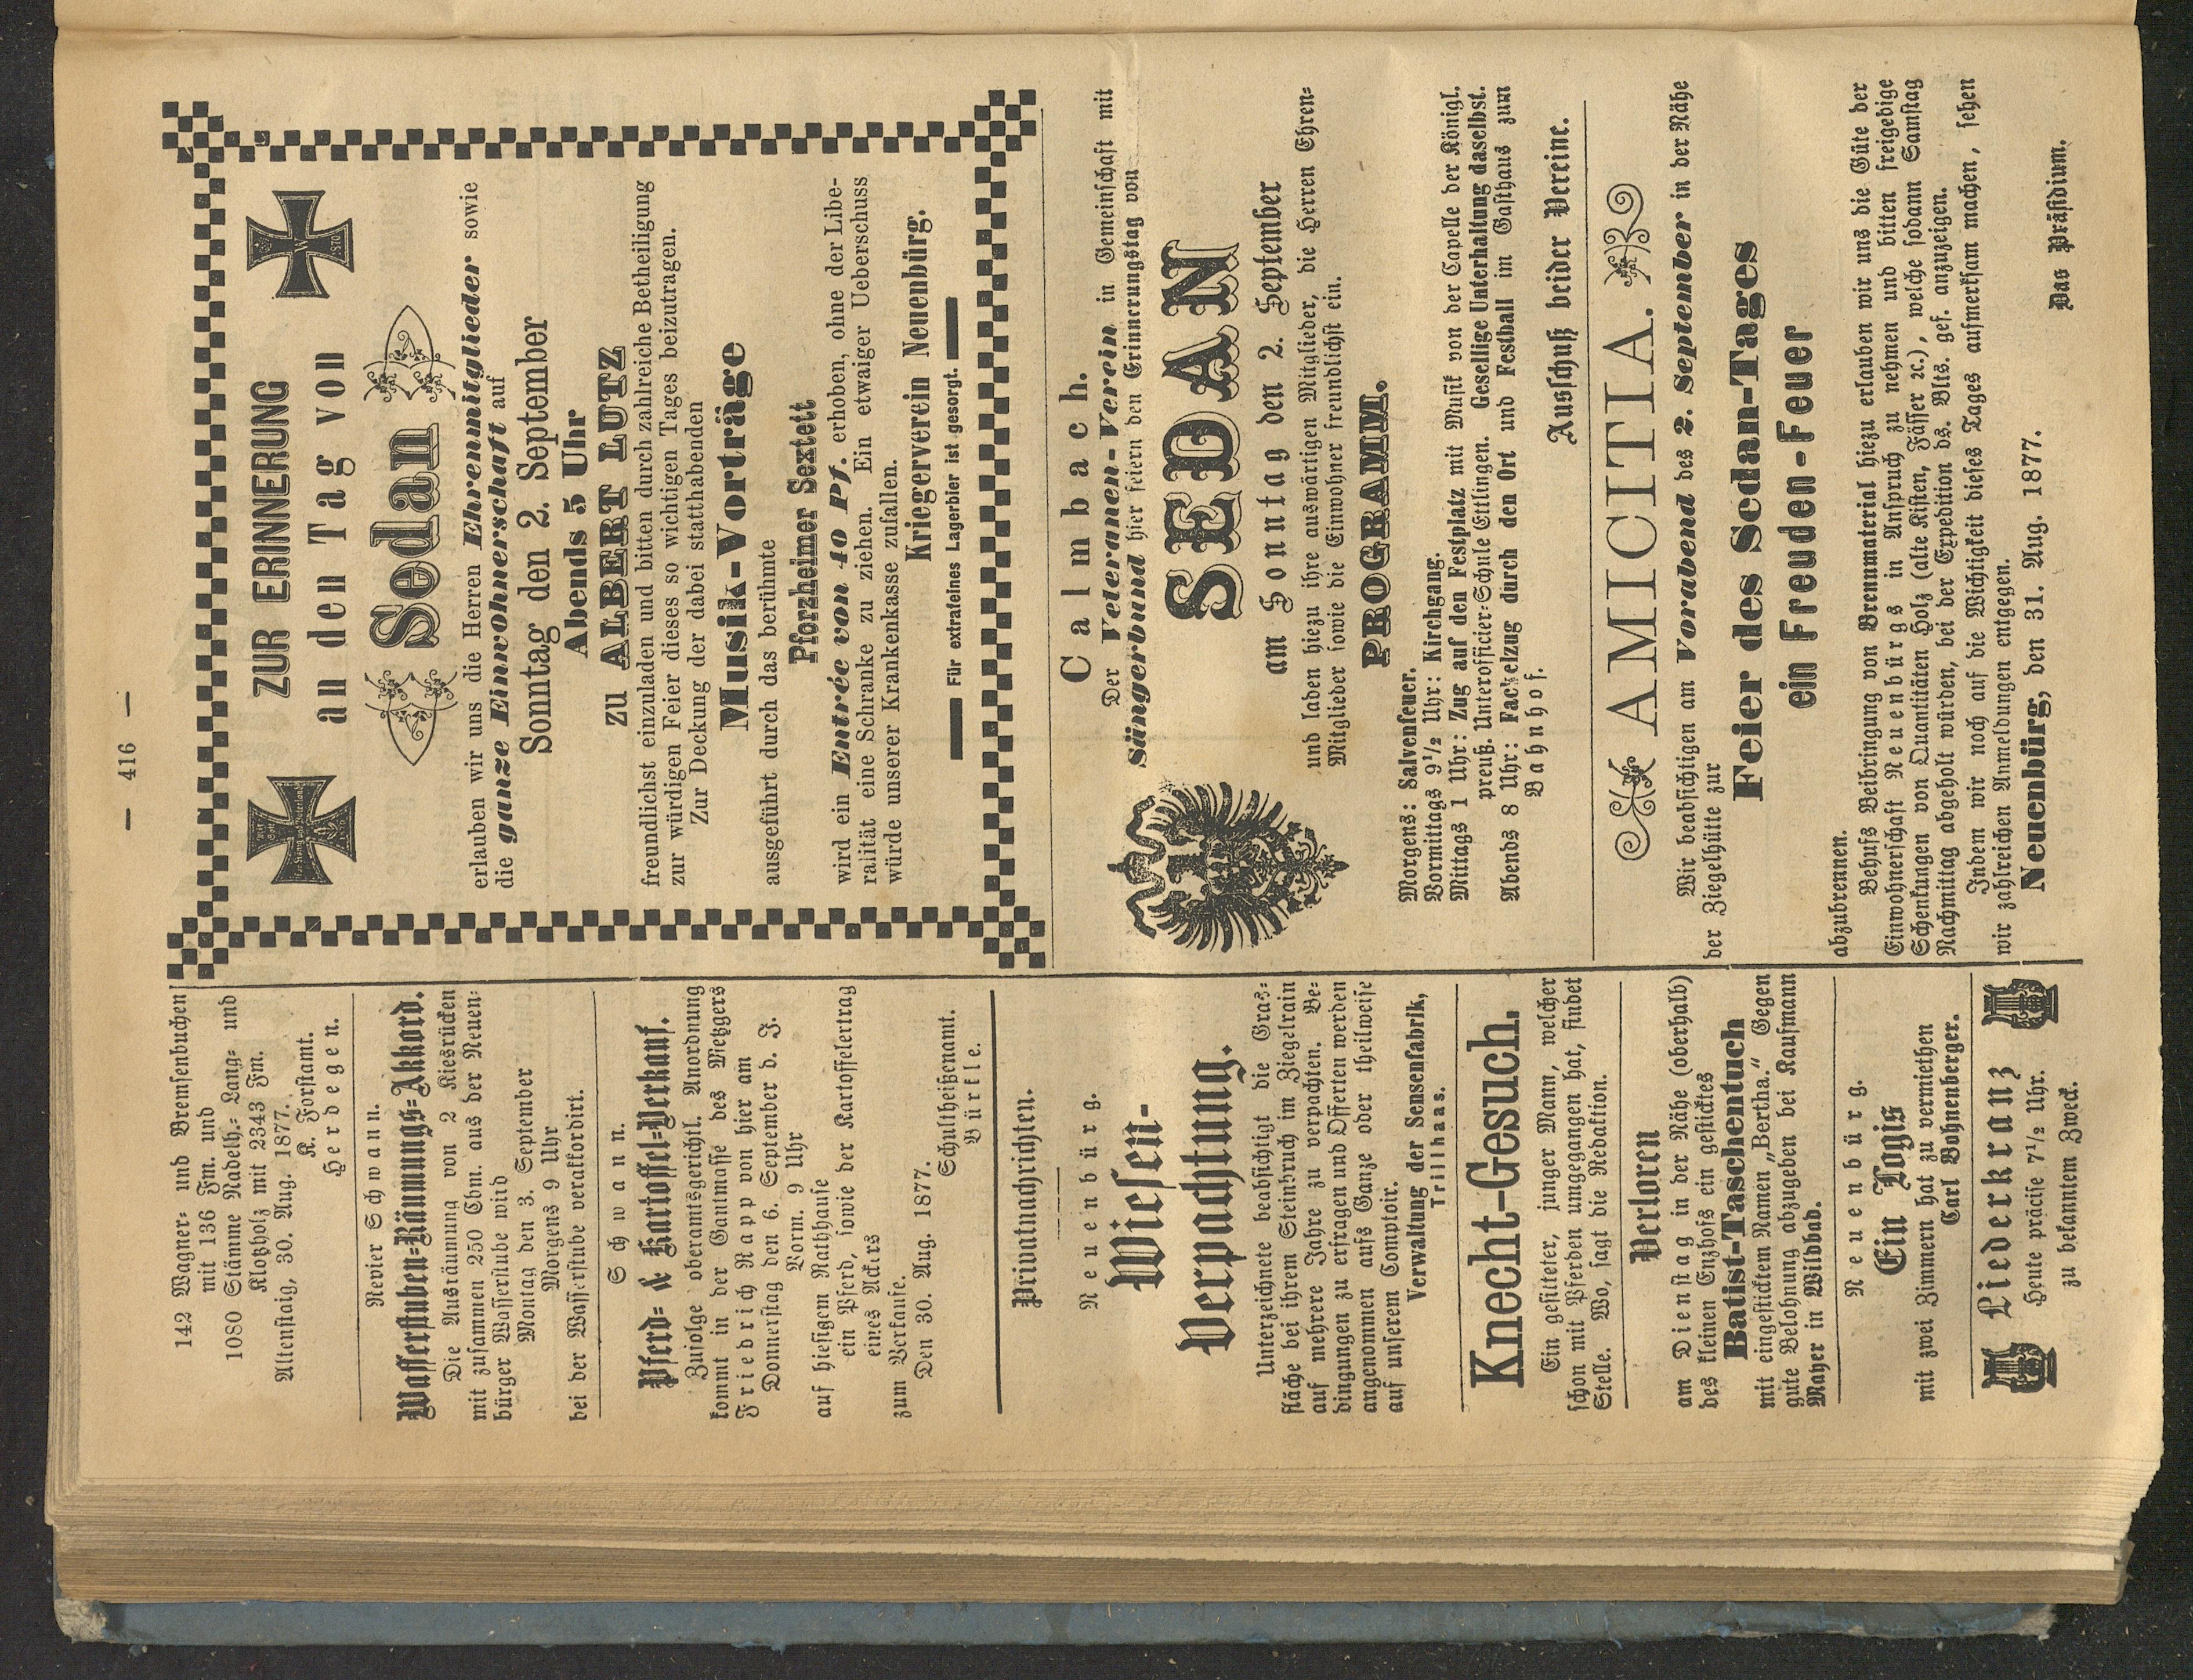 — 416 —
142 Wagner= und Bremsenbuchen
mit 136 Fm. und
1080 Stämme Nadelh.= Lang= und
Klotzholz mit 2343 Fm.
Altenstaig, 30. Aug. 1877.
K. Forstamt.
Herdegen.
Revier Schwann.
Wasserstuben=Räumungs=Akkord.
Die Ausräumung von 2 Kiesrücken
mit zusammen 250 Cbm. aus der Neuen=
bürger Wasserstube wird
Montag den 3. September
Morgens 9 Uhr
bei der Wasserstube verakkordirt.
Schwann.
Pferd= & Kartoffel=Verkauf.
Zufolge oberamtsgerichtl. Anordnung
kommt in der Gantmasse des Metzgers
Friedrich Rapp von hier am
Donnerstag den 6. September d. J.
Vorm. 9 Uhr
auf hiesigem Rathhause
ein Pferd, sowie der Kartoffelertrag
eines Ackers
zum Verkaufe.
Den 30. Aug. 1877.
Schultheißenamt.
Bürkle.
Privatnachrichten.
Neuenbürg.
Wiesen-
Verpachtung.
Unterzeichnete beabsichtigt die Gras=
fläche bei ihrem Steinbruch im Ziegelrain
auf mehrere Jahre zu verpachten. Be=
dingungen zu erfragen und Offerten werden
angenommen aufs Ganze oder theilweise
auf unserem Comptoir.
Verwaltung der Sensenfabrik,
Trillhaas.
Knecht-Gesuch.
Ein gesitteter, junger Mann, welcher
schon mit Pferden umgegangen hat, findet
Stelle. Wo, sagt die Redaktion.
Verloren
am Dienstag in der Nähe (oberhalb)
des kleinen Enzhofs ein gesticktes
Batist-Taschentuch
mit eingesticktem Namen „Bertha.“ Gegen
gute Belohnung abzugeben bei Kaufmann
Maher in Wildbad.
Neuenbürg.
Ein Logis
mit zwei Zimmern hat zu vermiethen
Carl Bohnenberger.
Liederkranz
Heute präcise 7½ Uhr.
zu bekanntem Zweck.
ZUR ERINNERUNG
an den Tag von
Sedan
erlauben wir uns die Herren Ehrenmitglieder sowie
die ganze Einwohnerschaft auf
Sonntag den 2. September
Abends 5 Uhr
zu ALBERT LUTZ
freundlichst einzuladen und bitten durch zahlreiche Betheiligung
zur würdigen Feier dieses so wichtigen Tages beizutragen.
Zur Deckung der dabei statthabenden
Musik-Vorträge
ausgeführt durch das berühmte
Pforzheimer Sextett
wird ein Entrée von 40 Pf. erhoben, ohne der Libe-
ralität eine Schranke zu ziehen. Ein etwaiger Ueberschuss
würde unserer Krankenkasse zufallen.
Kriegerverein Neuenbürg.
Für extrafeines Lagerbier ist gesorgt.
Calmbach.
Der Veteranen-Verein in Gemeinschaft mit
Sängerbund hier feiern den Erinnerungstag von
SEDAN
am Sontag den 2. September
und laden hiezu ihre auswärtigen Mitglieder, die Herren Ehren=
Mitglieder sowie die Einwohner freundlichst ein.
PROGRAMM.
Morgens: Salvenfeuer.
Vormittags 9½ Uhr: Kirchgang.
Mittags 1 Uhr: Zug auf den Festplatz mit Musik von der Capelle der Königl.
preuß. Unterofficier=Schule Ettlingen. Gesellige Unterhaltung daselbst.
Abends 8 Uhr: Fackelzug durch den Ort und Festball im Gasthaus zum
Bahnhof.
Ausschuß beider Vereine.
AMICITIA.
Wir beabsichtigen am Vorabend des 2. September in der Nähe
der Ziegelhütte zur
Feier des Sedan-Tages
ein Freuden-Feuer
abzubrennen.
Behufs Beibringung von Brennmaterial hiezu erlauben wir uns die Güte der
Einwohnerschaft Neuenbürgs in Anspruch zu nehmen und bitten freigebige
Schenkungen von Quantitäten Holz (alte Kisten, Fässer ꝛc.), welche sodann Samstag
Nachmittag abgeholt würden, bei der Expedition ds. Blts. gef. anzuzeigen.
Indem wir noch auf die Wichtigkeit dieses Tages aufmerksam machen, sehen
wir zahlreichen Anmeldungen entgegen.
Neuenbürg, den 31. Aug. 1877.
Das Präsidium.